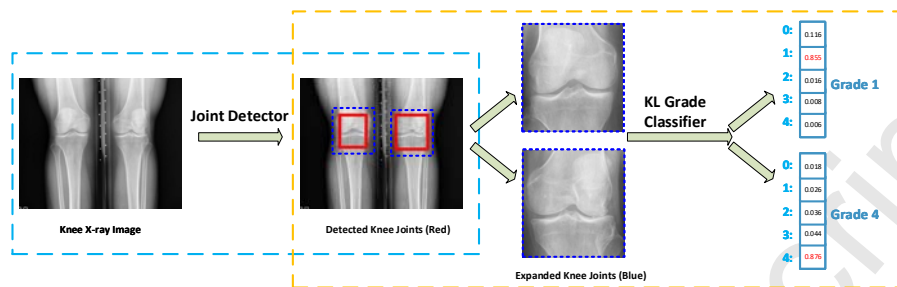 Joint Detector
Knee X-ray Image
Detected Knee Joints (Red)
Expanded Knee Joints (Blue)
KL Grade
Classifier
0: 0.116
1: 0.855
2: 0.016
3: 0.008
4: 0.006
Grade 1
0: 0.018
1: 0.026
2: 0.036
3: 0.044
4: 0.876
Grade 4